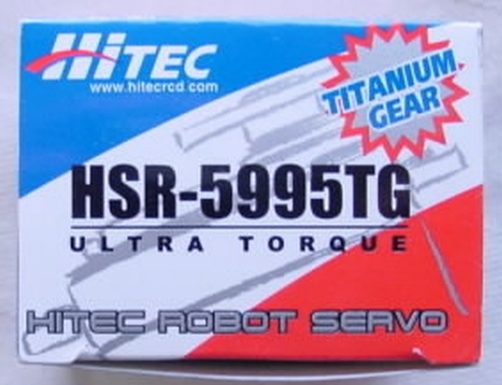 HiTEC
www.hitecrcd.com
TITANIUM
GEAR
HSR-5995TG
ULTRA TORQUE
HITEC ROBOT SERVO